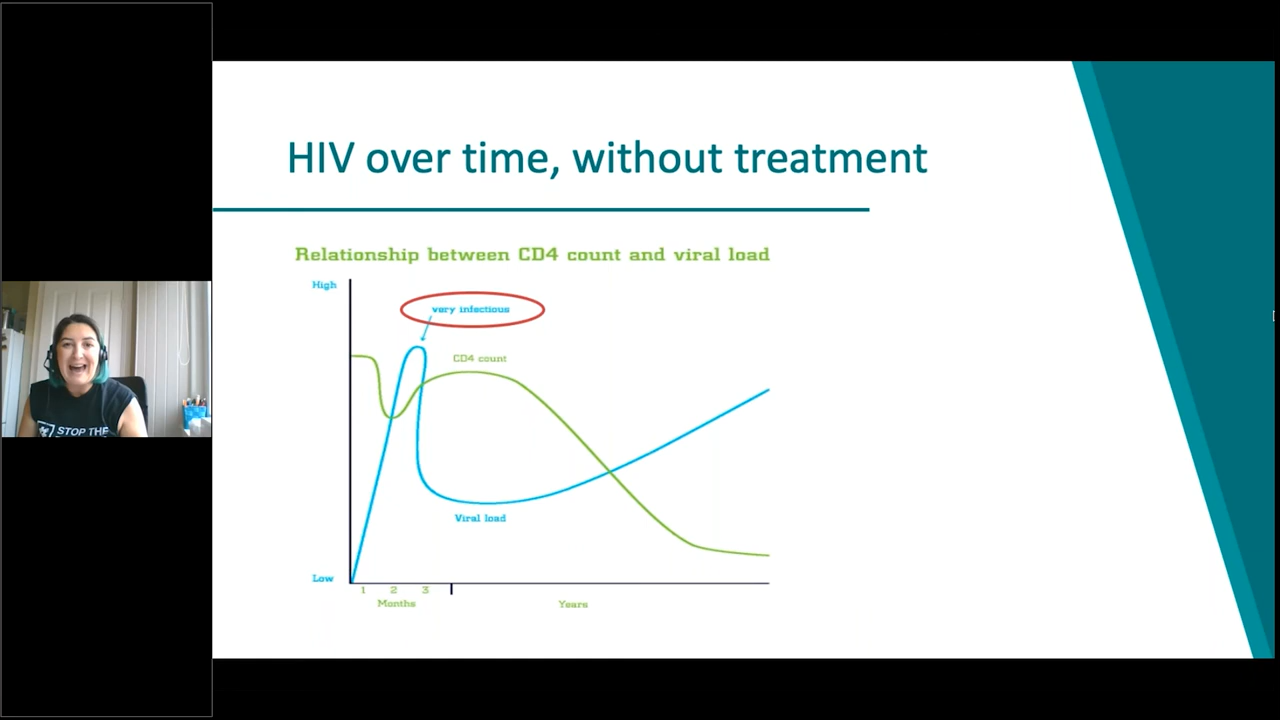 HIV over time, without treatment
Relationship between CD4 count and viral load
High
very infectious
CD4 count
Viral load
Low
1 2 3
Months
Years
STOP THE